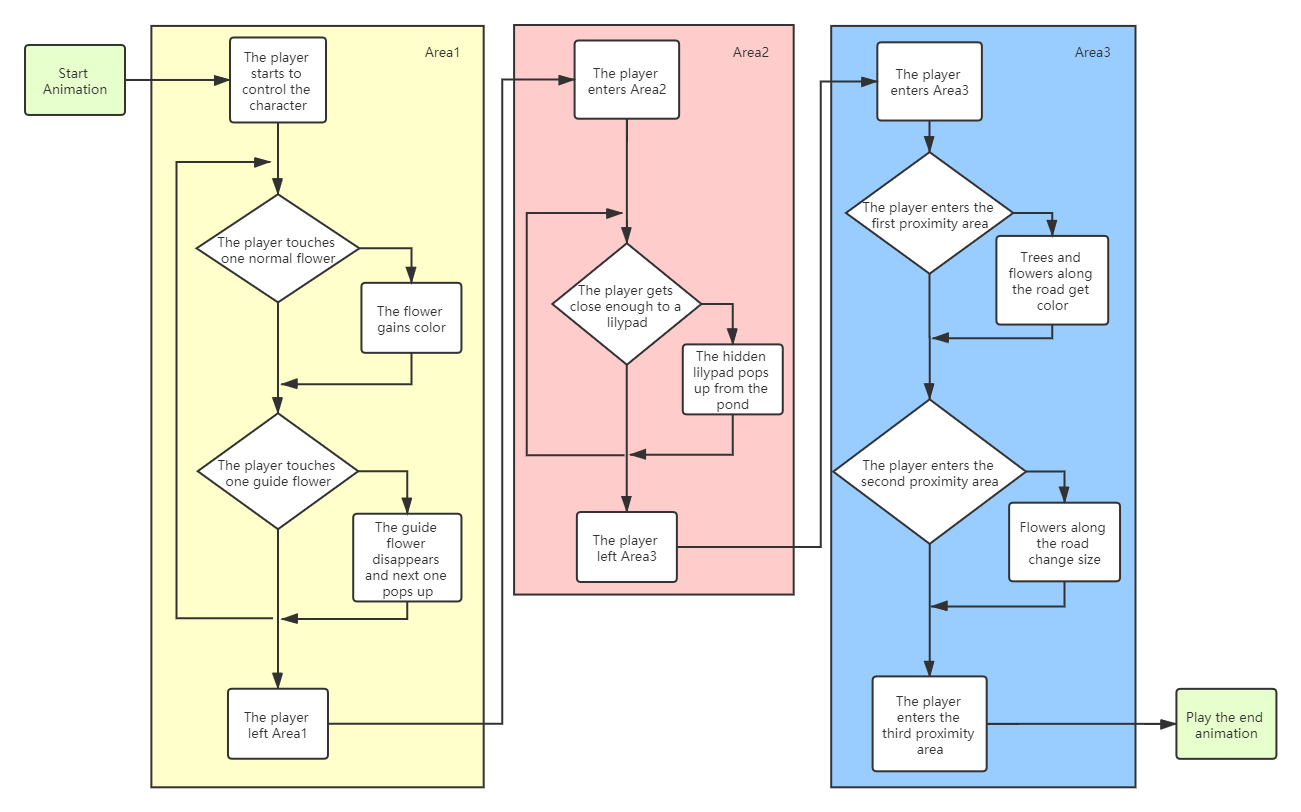 Start
Animation
Area1
The player
starts to
control the
character
The player touches
one normal flower
The flower
gains color
The player touches
one guide flower
The guide
flower
disappears
and next one
pops up
The player
left Area1
Area2
The player
enters Area2
The player gets
close enough to a
lilypad
The hidden
lilypad pops
up from the
pond
The player
left Area3
Area3
The player
enters Area3
The player enters the
first proximity area
Trees and
flowers along
the road get
color
The player enters the
second proximity area
Flowers along
the road
change size
The player
enters the
third proximity
area
Play the end
animation